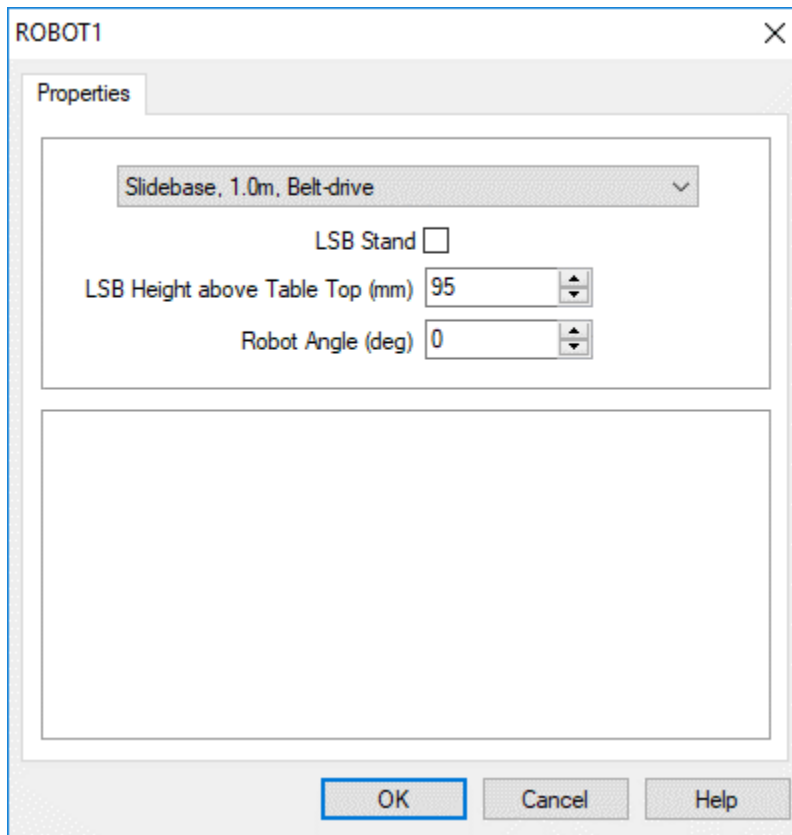 ROBOT1
Properties
Slidebase, 1.0m, Belt-drive
LSB Stand
LSB Height above Table Top (mm) 95
Robot Angle (deg) 0
OK Cancel Help